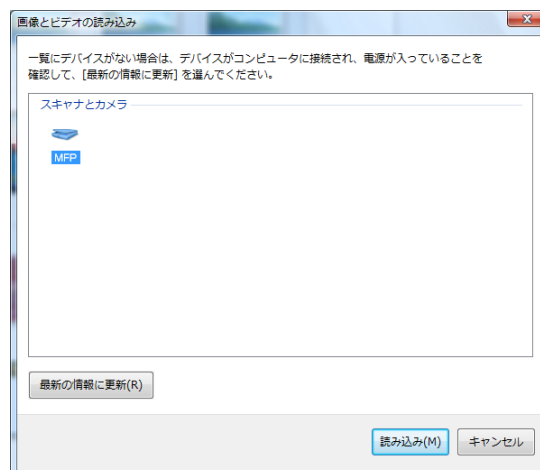 画像とビデオの読み込み
一覧にデバイスがない場合は、デバイスがコンピュータに接続され、電源が入っていることを
確認して、[最新の情報に更新] を選んでください。
スキャナとカメラ
MFP
最新の情報に更新(R)
読み込み(M)
キャンセル